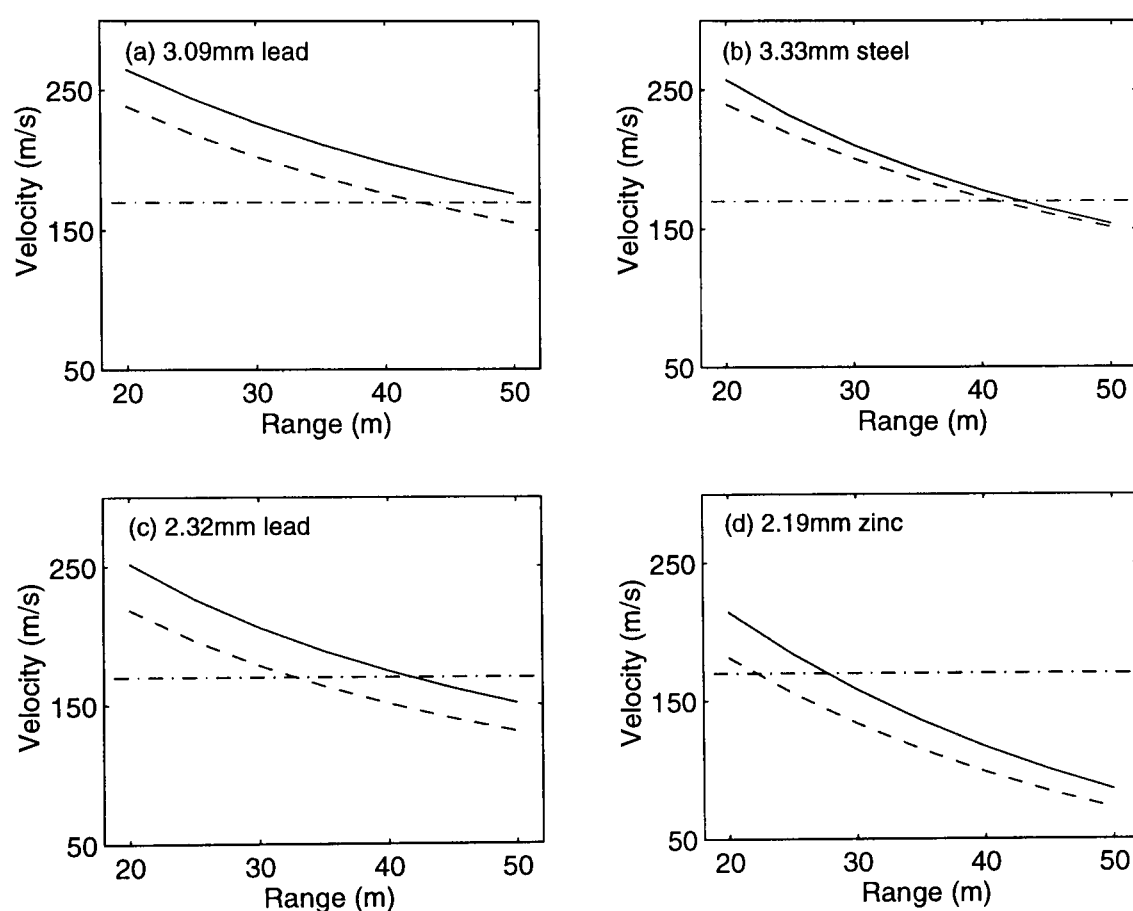 (a) 3.09mm lead
Velocity (m/s)
250
150
50
20 30 40 50
Range (m)
(b) 3.33mm steel
Velocity (m/s)
250
150
50
20 30 40 50
Range (m)
(c) 2.32mm lead
Velocity (m/s)
250
150
50
20 30 40 50
Range (m)
(d) 2.19mm zinc
Velocity (m/s)
250
150
50
20 30 40 50
Range (m)